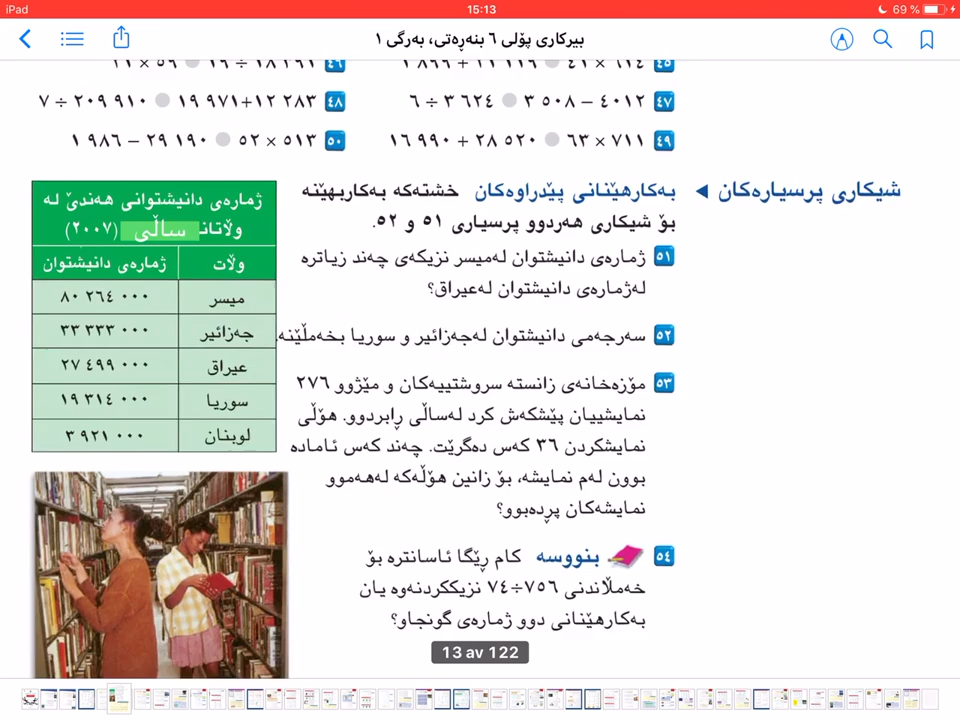 iPad
15:13
69 %
بیرکاری پۆلی ٦ بنەڕەتی، بەرگی ١
٤٧ ٤٠١٢ − ٣ ٥٠٨ ٣ ٦٢٤ ÷ ٦
٤٨ ١٢ ٢٨٣+١٩ ٩٧١ ٢٠٩ ٩١٠ ÷ ٧
٤٩ ٧١١ × ٦٣ ٢٨ ٥٢٠ + ١٦ ٩٩٠
٥٠ ٥١٣ × ٥٢ ٢٩ ١٩٠ − ١ ٩٨٦
شیکاری پرسیارەکان
بەکارهێنانی پێدراوەکان خشتەکە بەکاربهێنە
بۆ شیکاری هەردوو پرسیاری ٥١ و ٥٢.
٥١ ژمارەی دانیشتوان لەمیسر نزیکەی چەند زیاترە
لەژمارەی دانیشتوان لەعیراق؟
٥٢ سەرجەمی دانیشتوان لەجەزائیر و سوریا بخەمڵێنە.
٥٣ مۆزەخانەی زانستە سروشتییەکان و مێژوو ٢٧٦
نمایشییان پێشکەش کرد لەساڵی ڕابردوو. هۆڵی
نمایشکردن ٣٦ کەس دەگرێت. چەند کەس ئامادە
بوون لەم نمایشە، بۆ زانین هۆڵەکە لەهەموو
نمایشەکان پڕدەبوو؟
٥٤ بنووسە کام ڕێگا ئاسانترە بۆ
خەمڵاندنی ٧٥٦÷٧٤ نزیککردنەوە یان
بەکارهێنانی دوو ژمارەی گونجاو؟
ژمارەی دانیشتوانی هەندێ لە
وڵاتان ساڵی (٢٠٠٧)
وڵات ژمارەی دانیشتوان
میسر ٨٠ ٢٦٤ ٠٠٠
جەزائیر ٣٣ ٣٣٣ ٠٠٠
عیراق ٢٧ ٤٩٩ ٠٠٠
سوریا ١٩ ٣١٤ ٠٠٠
لوبنان ٣ ٩٢١ ٠٠٠
13 av 122